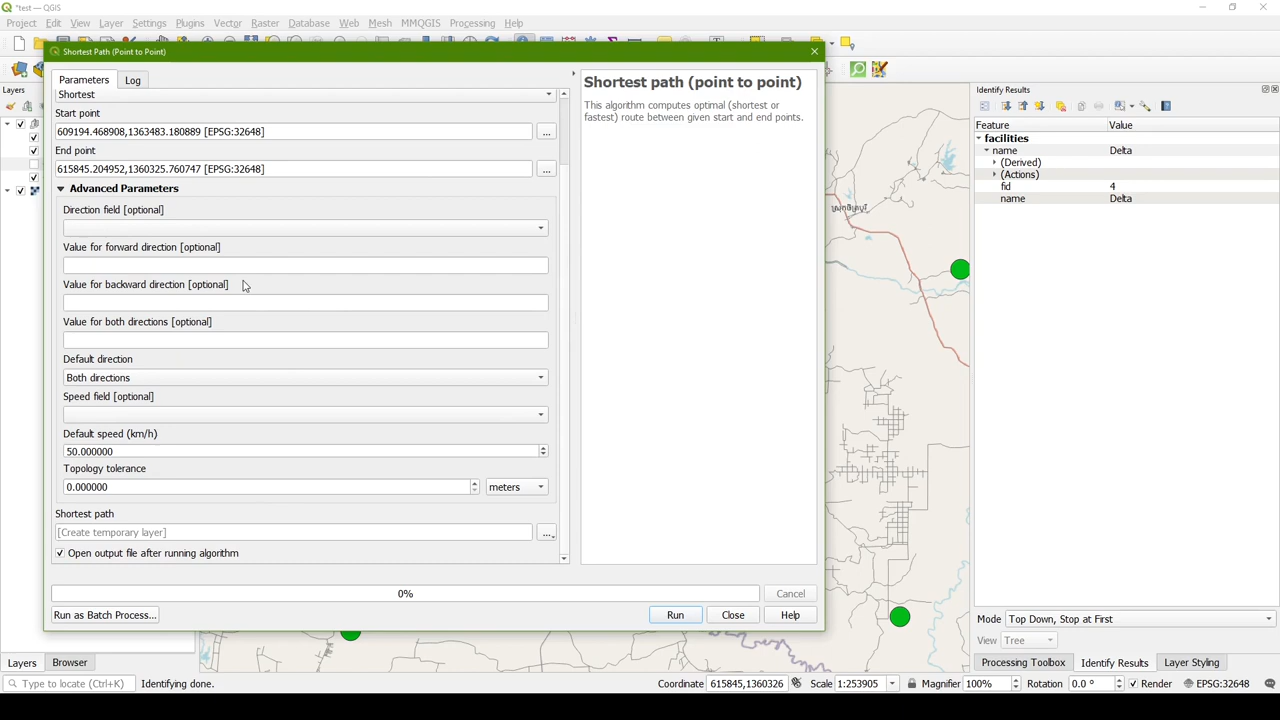 *test — QGIS
Project Edit View Layer Settings Plugins Vector Raster Database Web Mesh MMQGIS Processing Help
Shortest Path (Point to Point)
Layers
Parameters Log
Shortest
Start point
609194.468908,1363483.180889 [EPSG:32648]
...
End point
615845.204952,1360325.760747 [EPSG:32648]
...
Advanced Parameters
Direction field [optional]
Value for forward direction [optional]
Value for backward direction [optional]
Value for both directions [optional]
Default direction
Both directions
Speed field [optional]
Default speed (km/h)
50.000000
Topology tolerance
0.000000 meters
Shortest path
[Create temporary layer]
...
Open output file after running algorithm
0% Cancel
Run as Batch Process... Run Close Help
Shortest path (point to point)
This algorithm computes optimal (shortest or
fastest) route between given start and end points.
Identify Results
Feature Value
facilities
name Delta
(Derived)
(Actions)
fid 4
name Delta
Mode Top Down, Stop at First
View Tree
Layers Browser
Processing Toolbox Identify Results Layer Styling
Type to locate (Ctrl+K) Identifying done. Coordinate 615845,1360326 Scale 1:253905 Magnifier 100% Rotation 0.0 ° Render EPSG:32648